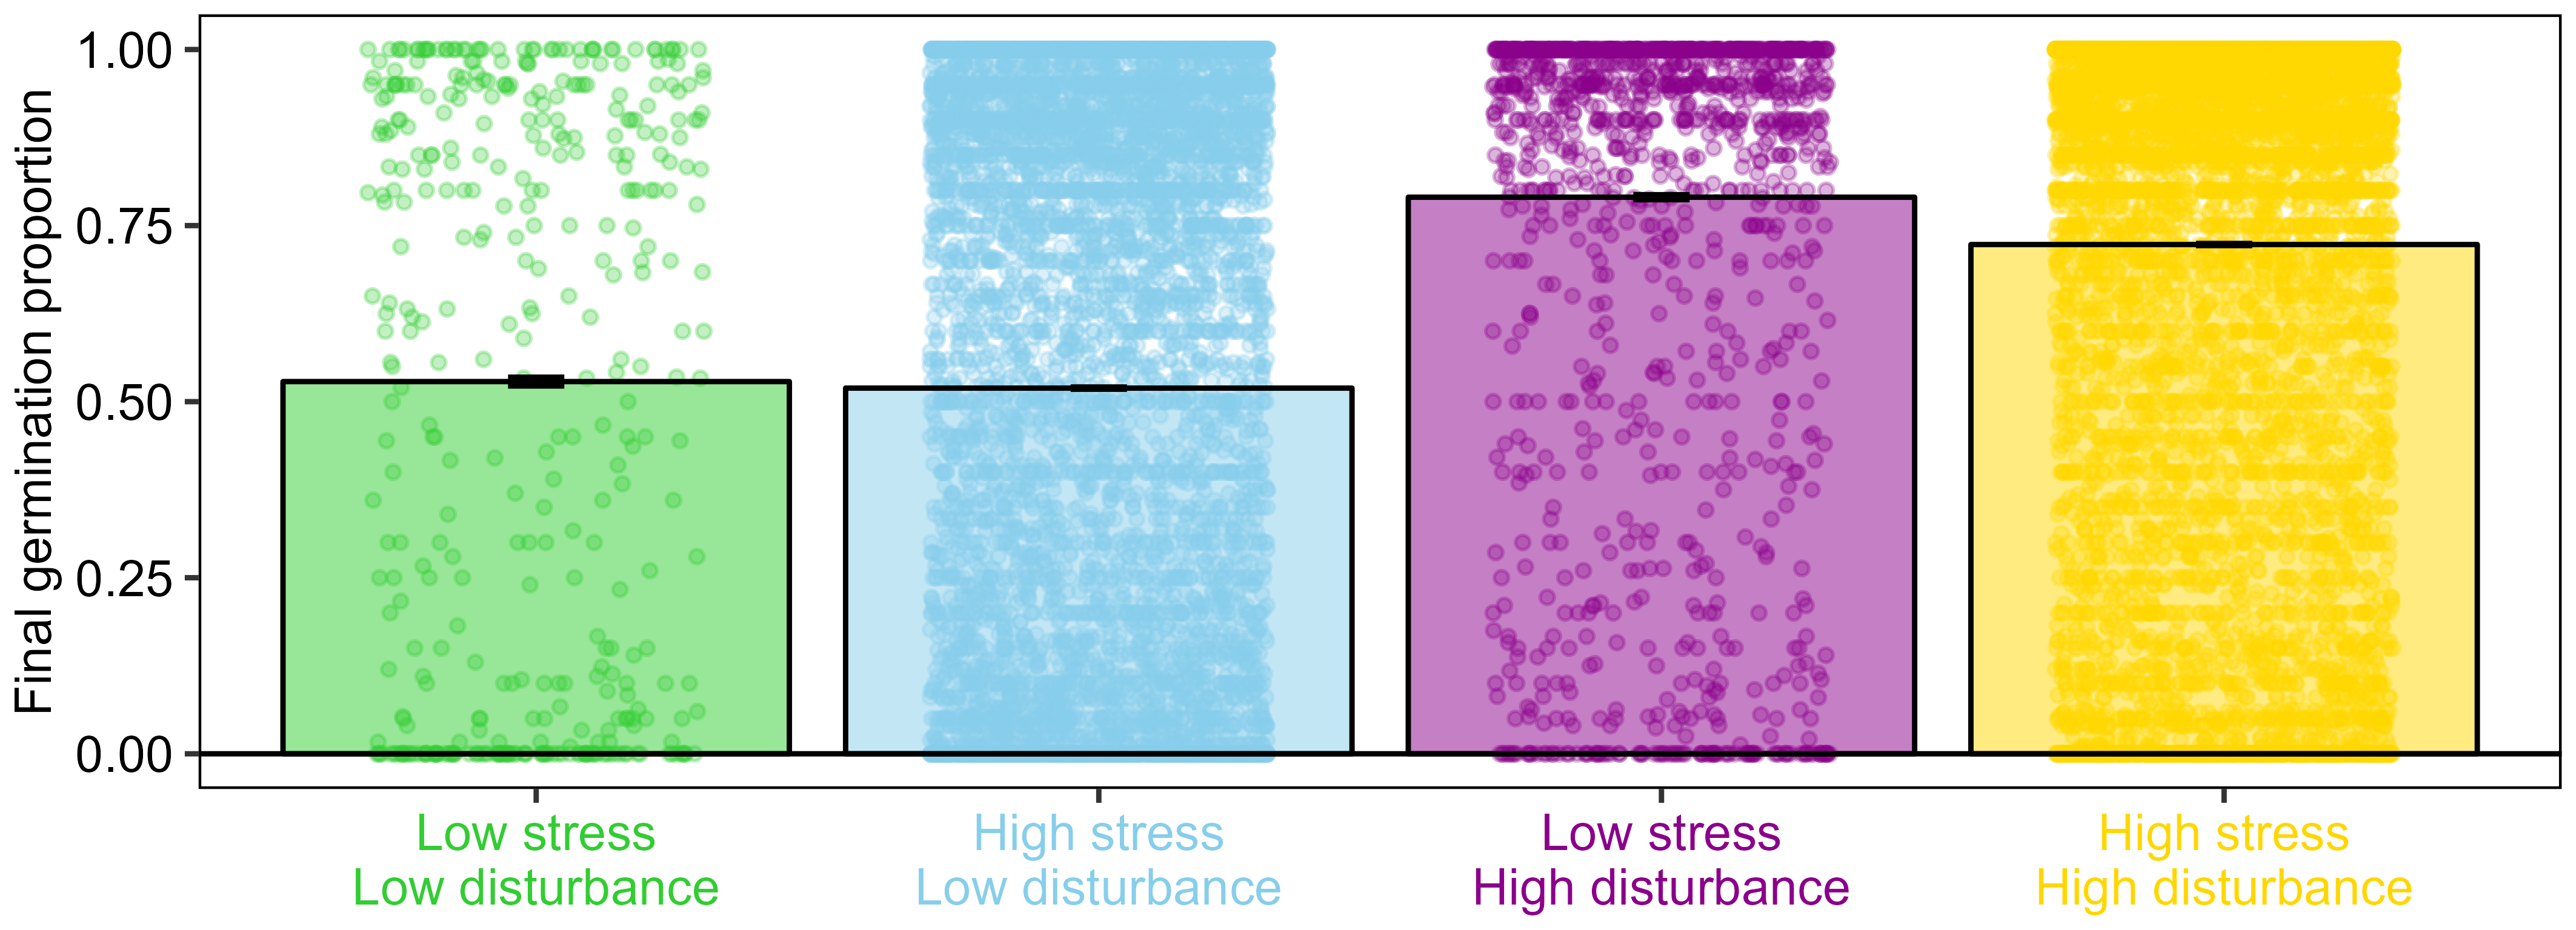 Final germination proportion
1.00
0.75
0.50
0.25
0.00
Low stress
Low disturbance
High stress
Low disturbance
Low stress
High disturbance
High stress
High disturbance